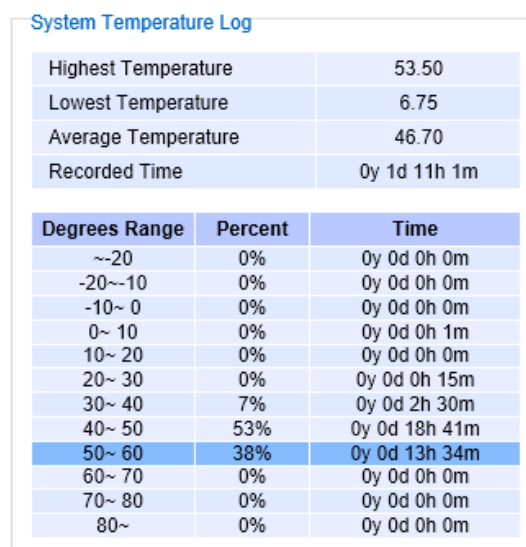 System Temperature Log
Highest Temperature 53.50
Lowest Temperature 6.75
Average Temperature 46.70
Recorded Time 0y 1d 11h 1m
Degrees Range Percent Time
~-20 0% 0y 0d 0h 0m
-20~-10 0% 0y 0d 0h 0m
-10~ 0 0% 0y 0d 0h 0m
0~ 10 0% 0y 0d 0h 1m
10~ 20 0% 0y 0d 0h 0m
20~ 30 0% 0y 0d 0h 15m
30~ 40 7% 0y 0d 2h 30m
40~ 50 53% 0y 0d 18h 41m
50~ 60 38% 0y 0d 13h 34m
60~ 70 0% 0y 0d 0h 0m
70~ 80 0% 0y 0d 0h 0m
80~ 0% 0y 0d 0h 0m